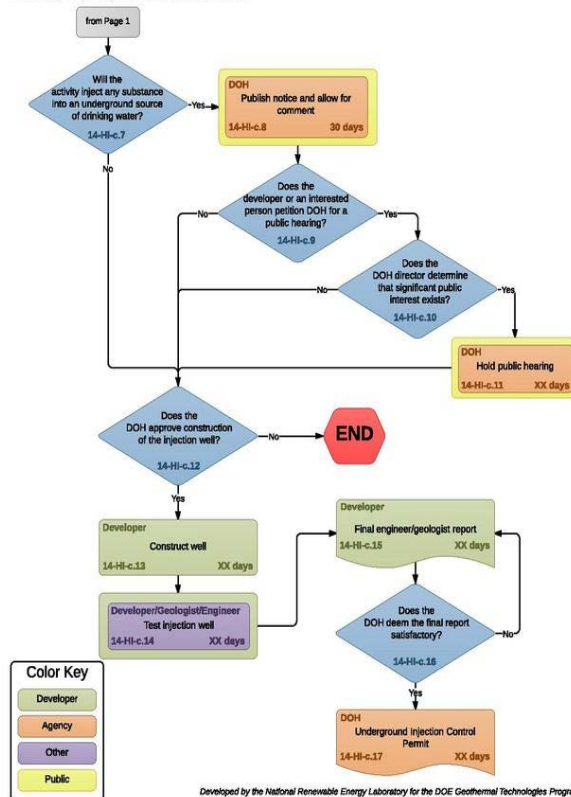 from Page 1
Will the
activity inject any substance
into an underground source
of drinking water?
14-HI-c.7
Yes
No
DOH
Publish notice and allow for
comment
14-HI-c.8 30 days
Does the
developer or an interested
person petition DOH for a
public hearing?
14-HI-c.9
No
Yes
Does the
DOH director determine
that significant public
interest exists?
14-HI-c.10
No
Yes
DOH
Hold public hearing
14-HI-c.11 XX days
Does the
DOH approve construction
of the injection well?
14-HI-c.12
No
END
Yes
Developer
Construct well
14-HI-c.13 XX days
Developer/Geologist/Engineer
Test injection well
14-HI-c.14 XX days
Developer
Final engineer/geologist report
14-HI-c.15 XX days
Does the
DOH deem the final report
satisfactory?
14-HI-c.16
No
Yes
DOH
Underground Injection Control
Permit
14-HI-c.17 XX days
Color Key
Developer
Agency
Other
Public
Developed by the National Renewable Energy Laboratory for the DOE Geothermal Technologies